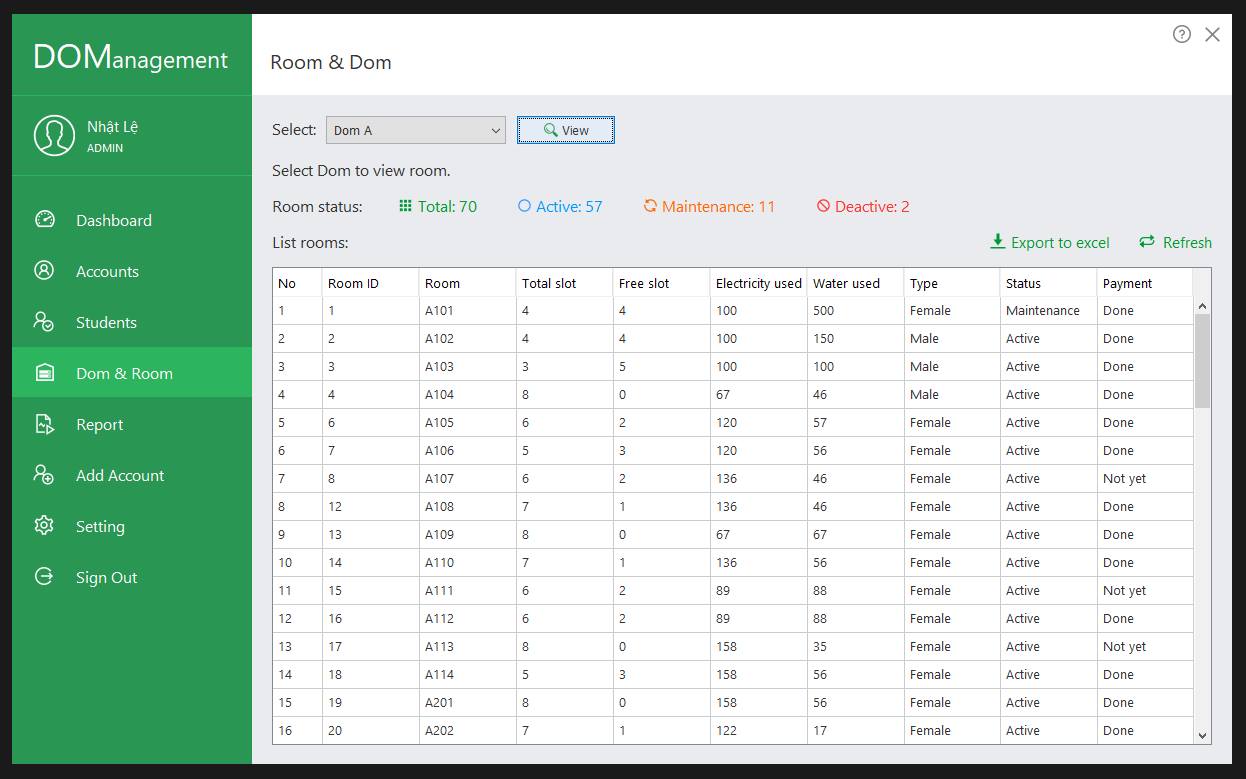 DOManagement
Nhật Lệ
ADMIN
Dashboard
Accounts
Students
Dom & Room
Report
Add Account
Setting
Sign Out
Room & Dom
?
Select: Dom A View
Select Dom to view room.
Room status: Total: 70 Active: 57 Maintenance: 11 Deactive: 2
List rooms: Export to excel Refresh
No Room ID Room Total slot Free slot Electricity used Water used Type Status Payment
1 1 A101 4 4 100 500 Female Maintenance Done
2 2 A102 4 4 100 150 Male Active Done
3 3 A103 3 5 100 100 Male Active Done
4 4 A104 8 0 67 46 Male Active Done
5 6 A105 6 2 120 57 Female Active Done
6 7 A106 5 3 120 56 Female Active Done
7 8 A107 6 2 136 46 Female Active Not yet
8 12 A108 7 1 136 46 Female Active Done
9 13 A109 8 0 67 67 Female Active Done
10 14 A110 7 1 136 56 Female Active Done
11 15 A111 6 2 89 88 Female Active Not yet
12 16 A112 6 2 89 88 Female Active Done
13 17 A113 8 0 158 35 Female Active Not yet
14 18 A114 5 3 158 56 Female Active Done
15 19 A201 8 0 158 56 Female Active Done
16 20 A202 7 1 122 17 Female Active Done